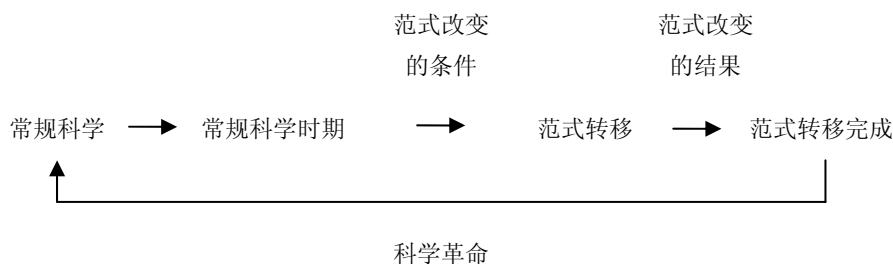 范式改变
的条件
范式改变
的结果
常规科学 常规科学时期 范式转移 范式转移完成
科学革命